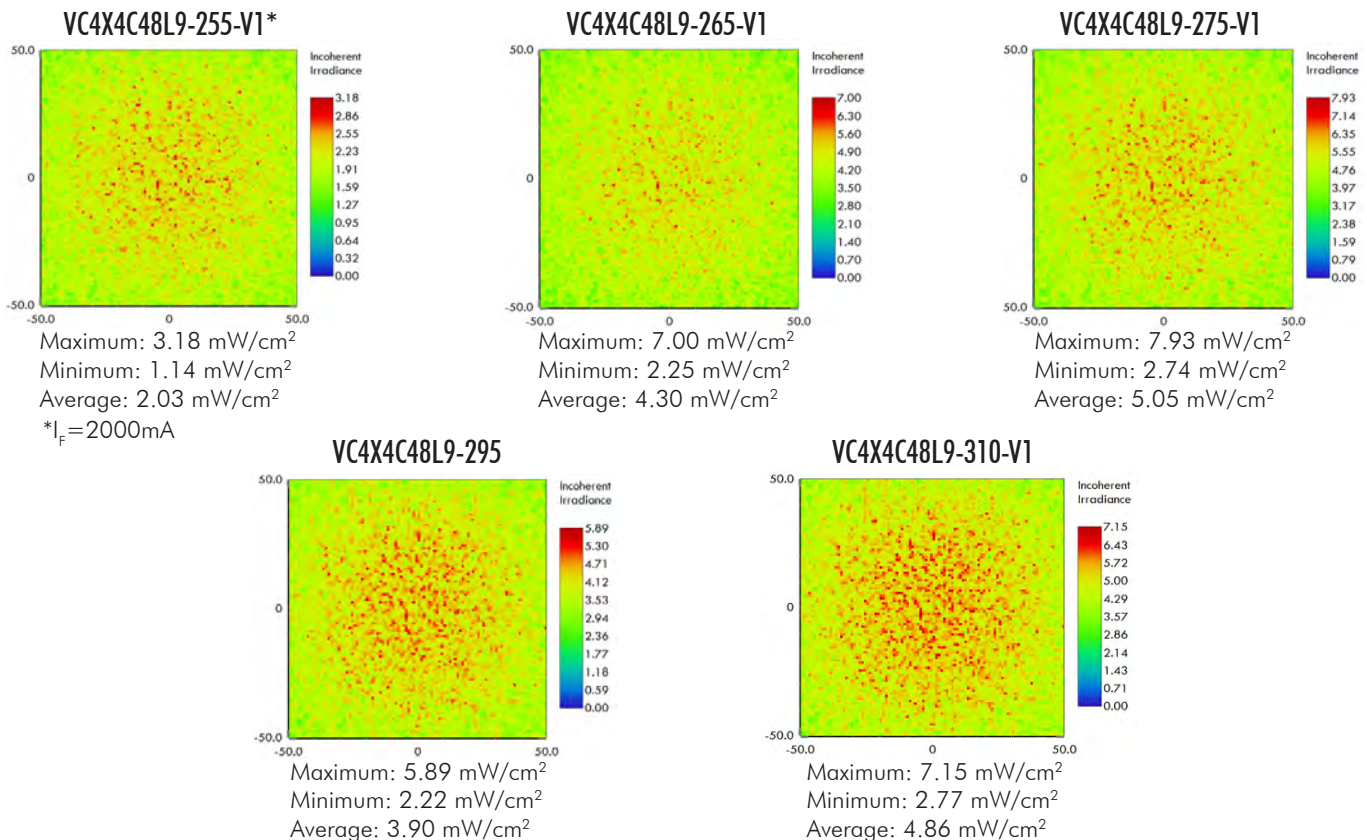 VC4X4C48L9-255-V1*
50.0
0
-50.0
-50.0 0 50.0
Incoherent
Irradiance
3.18
2.86
2.55
2.23
1.91
1.59
1.27
0.95
0.64
0.32
0.00
Maximum: 3.18 mW/cm²
Minimum: 1.14 mW/cm²
Average: 2.03 mW/cm²
*I_F=2000mA
VC4X4C48L9-265-V1
50.0
0
-50.0
-50.0 0 50.0
Incoherent
Irradiance
7.00
6.30
5.60
4.90
4.20
3.50
2.80
2.10
1.40
0.70
0.00
Maximum: 7.00 mW/cm²
Minimum: 2.25 mW/cm²
Average: 4.30 mW/cm²
VC4X4C48L9-275-V1
50.0
0
-50.0
-50.0 0 50.0
Incoherent
Irradiance
7.93
7.14
6.35
5.55
4.76
3.97
3.17
2.38
1.59
0.79
0.00
Maximum: 7.93 mW/cm²
Minimum: 2.74 mW/cm²
Average: 5.05 mW/cm²
VC4X4C48L9-295
50.0
0
-50.0
-50.0 0 50.0
Incoherent
Irradiance
5.89
5.30
4.71
4.12
3.53
2.94
2.36
1.77
1.18
0.59
0.00
Maximum: 5.89 mW/cm²
Minimum: 2.22 mW/cm²
Average: 3.90 mW/cm²
VC4X4C48L9-310-V1
50.0
0
-50.0
-50.0 0 50.0
Incoherent
Irradiance
7.15
6.43
5.72
5.00
4.29
3.57
2.86
2.14
1.43
0.71
0.00
Maximum: 7.15 mW/cm²
Minimum: 2.77 mW/cm²
Average: 4.86 mW/cm²